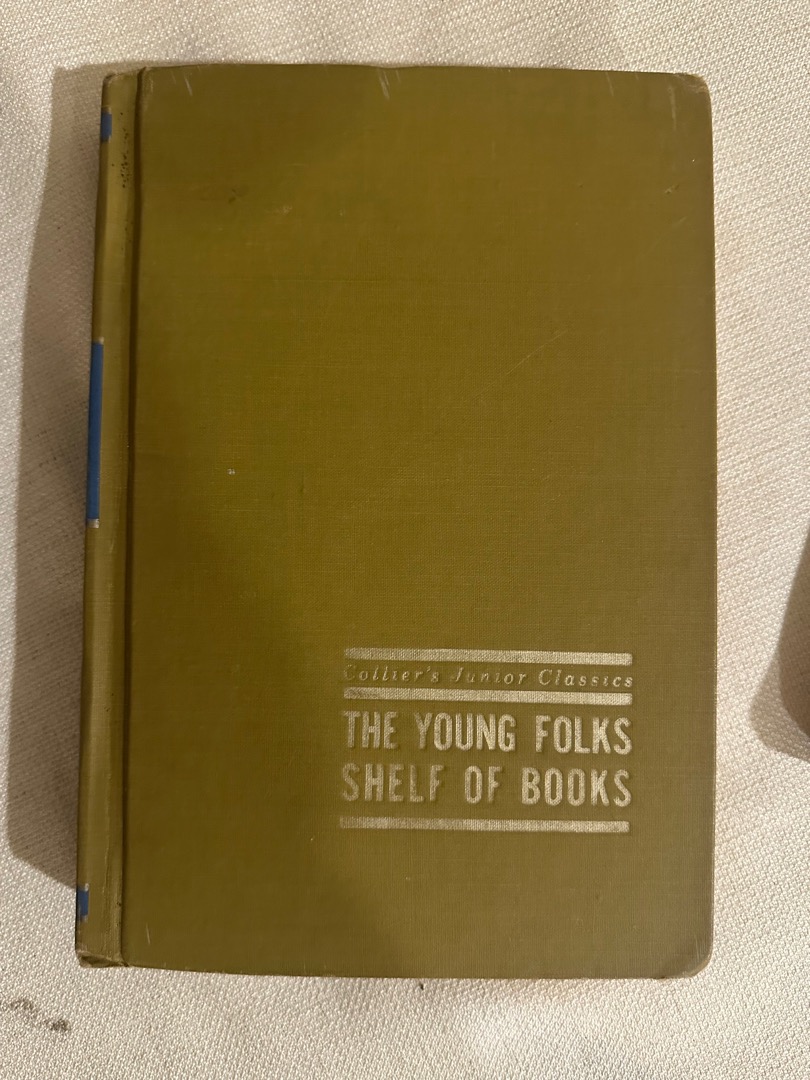 Collier's Junior Classics
THE YOUNG FOLKS
SHELF OF BOOKS